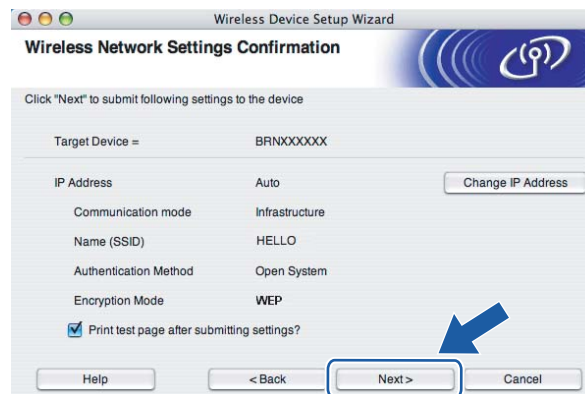 Wireless Device Setup Wizard
Wireless Network Settings Confirmation
Click "Next" to submit following settings to the device
Target Device = BRNXXXXXX
IP Address Auto Change IP Address
Communication mode Infrastructure
Name (SSID) HELLO
Authentication Method Open System
Encryption Mode WEP
Print test page after submitting settings?
Help < Back Next > Cancel